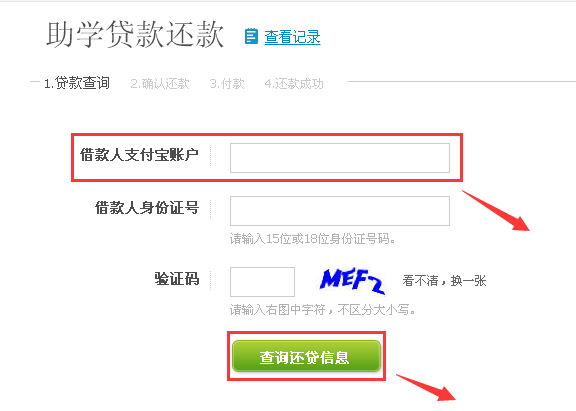 助学贷款还款 查看记录
1.贷款查询 2.确认还款 3.付款 4.还款成功
借款人支付宝账户
借款人身份证号
请输入15位或18位身份证号码。
验证码 MEF2 看不清，换一张
请输入右图中字符，不区分大小写。
查询还贷信息